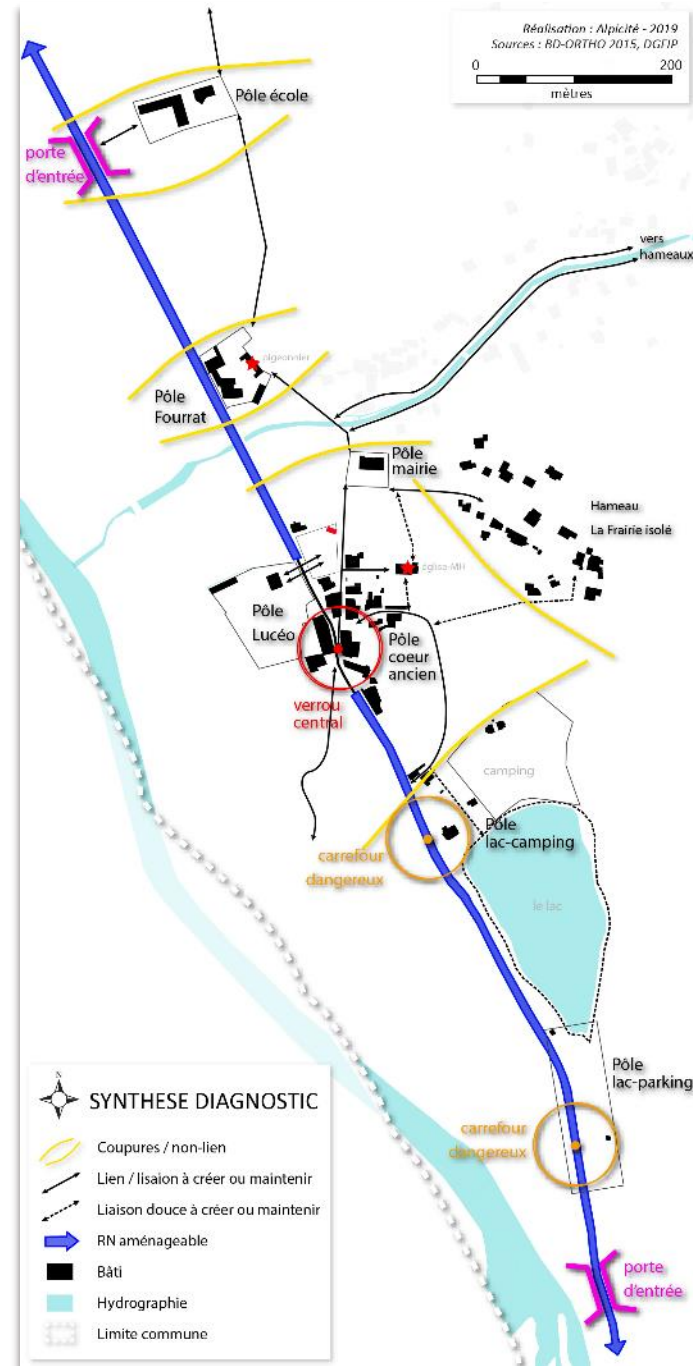 Réalisation : Alpicité - 2019
Sources : BD-ORTHO 2015, DGFIP
0 200
mètres
Pôle école
porte
d'entrée
vers
hameaux
pigeonnier
Pôle
Fourrat
Pôle
mairie
Hameau
La Frairie isolé
église-MH
Pôle
Lucéo
Pôle
coeur
ancien
verrou
central
camping
Pôle
lac-camping
carrefour
dangereux
le lac
Pôle
lac-parking
carrefour
dangereux
porte
d'entrée
N
SYNTHESE DIAGNOSTIC
Coupures / non-lien
Lien / lisaion à créer ou maintenir
Liaison douce à créer ou maintenir
RN aménageable
Bâti
Hydrographie
Limite commune